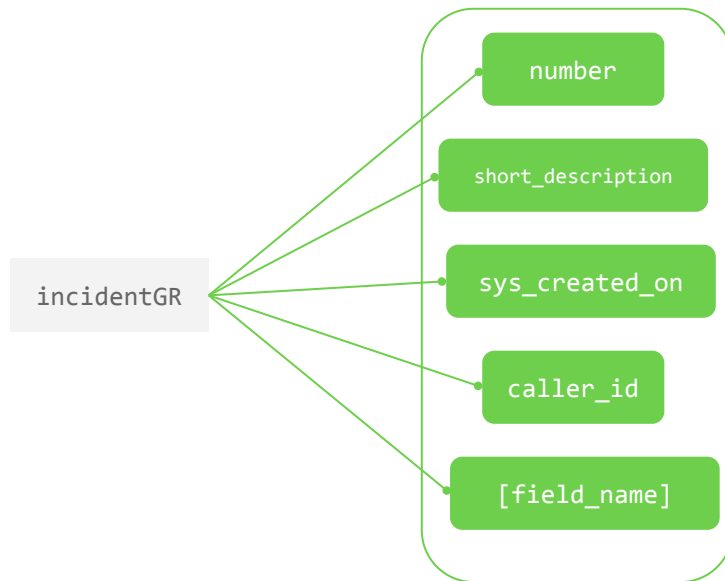 number
short_description
sys_created_on
incidentGR
caller_id
[field_name]